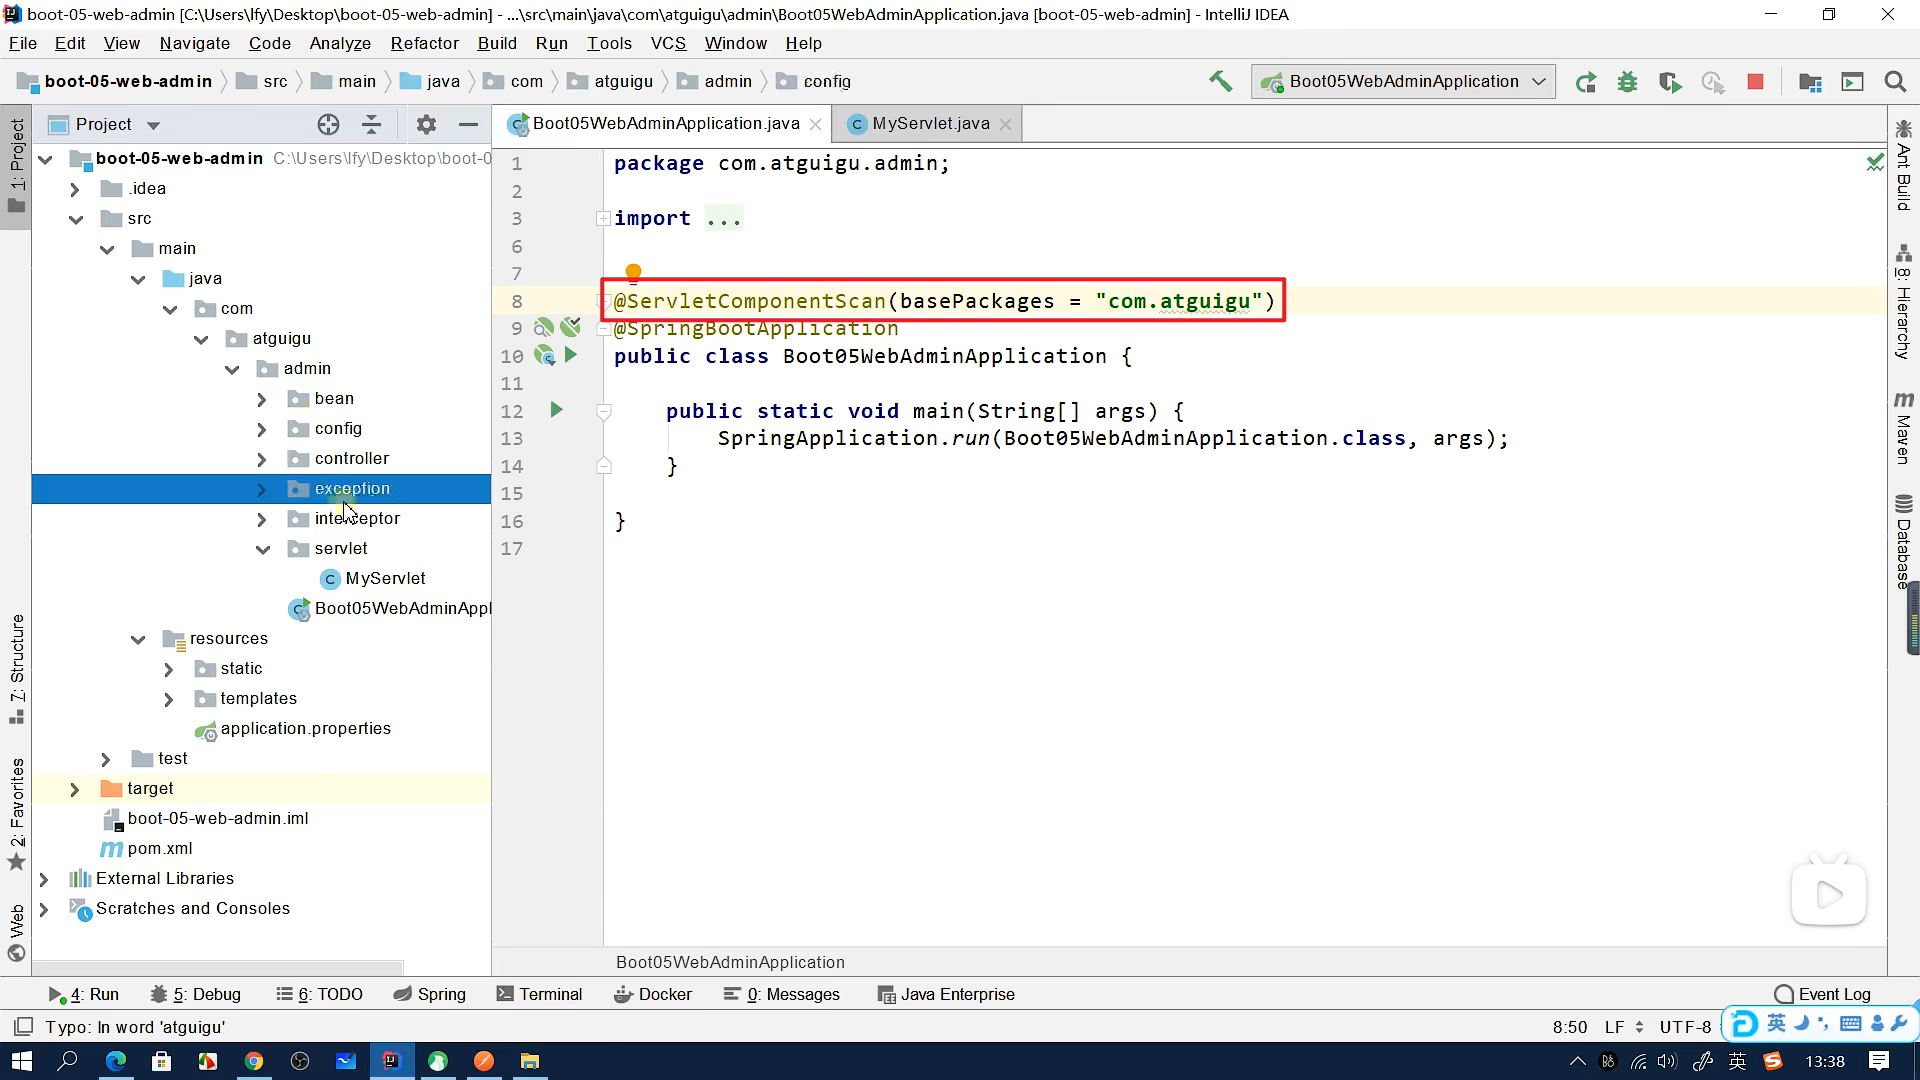 boot-05-web-admin [C:\Users\lfy\Desktop\boot-05-web-admin] - ...\src\main\java\com\atguigu\admin\Boot05WebAdminApplication.java [boot-05-web-admin] - IntelliJ IDEA
File Edit View Navigate Code Analyze Refactor Build Run Tools VCS Window Help
boot-05-web-admin src main java com atguigu admin config Boot05WebAdminApplication
Project
Boot05WebAdminApplication.java MyServlet.java
boot-05-web-admin C:\Users\lfy\Desktop\boot-0
.idea
src
main
java
com
atguigu
admin
bean
config
controller
exception
interceptor
servlet
MyServlet
Boot05WebAdminAppl
resources
static
templates
application.properties
test
target
boot-05-web-admin.iml
pom.xml
External Libraries
Scratches and Consoles
1 package com.atguigu.admin;
2
3 import ...
6
7
8 @ServletComponentScan(basePackages = "com.atguigu")
9 @SpringBootApplication
10 public class Boot05WebAdminApplication {
11
12 public static void main(String[] args) {
13 SpringApplication.run(Boot05WebAdminApplication.class, args);
14 }
15
16 }
17
Boot05WebAdminApplication
1: Project
7: Structure
2: Favorites
Web
Ant Build
8: Hierarchy
Maven
Database
4: Run 5: Debug 6: TODO Spring Terminal Docker 0: Messages Java Enterprise Event Log
Typo: In word 'atguigu' 8:50 LF UTF-8 英
英 13:38